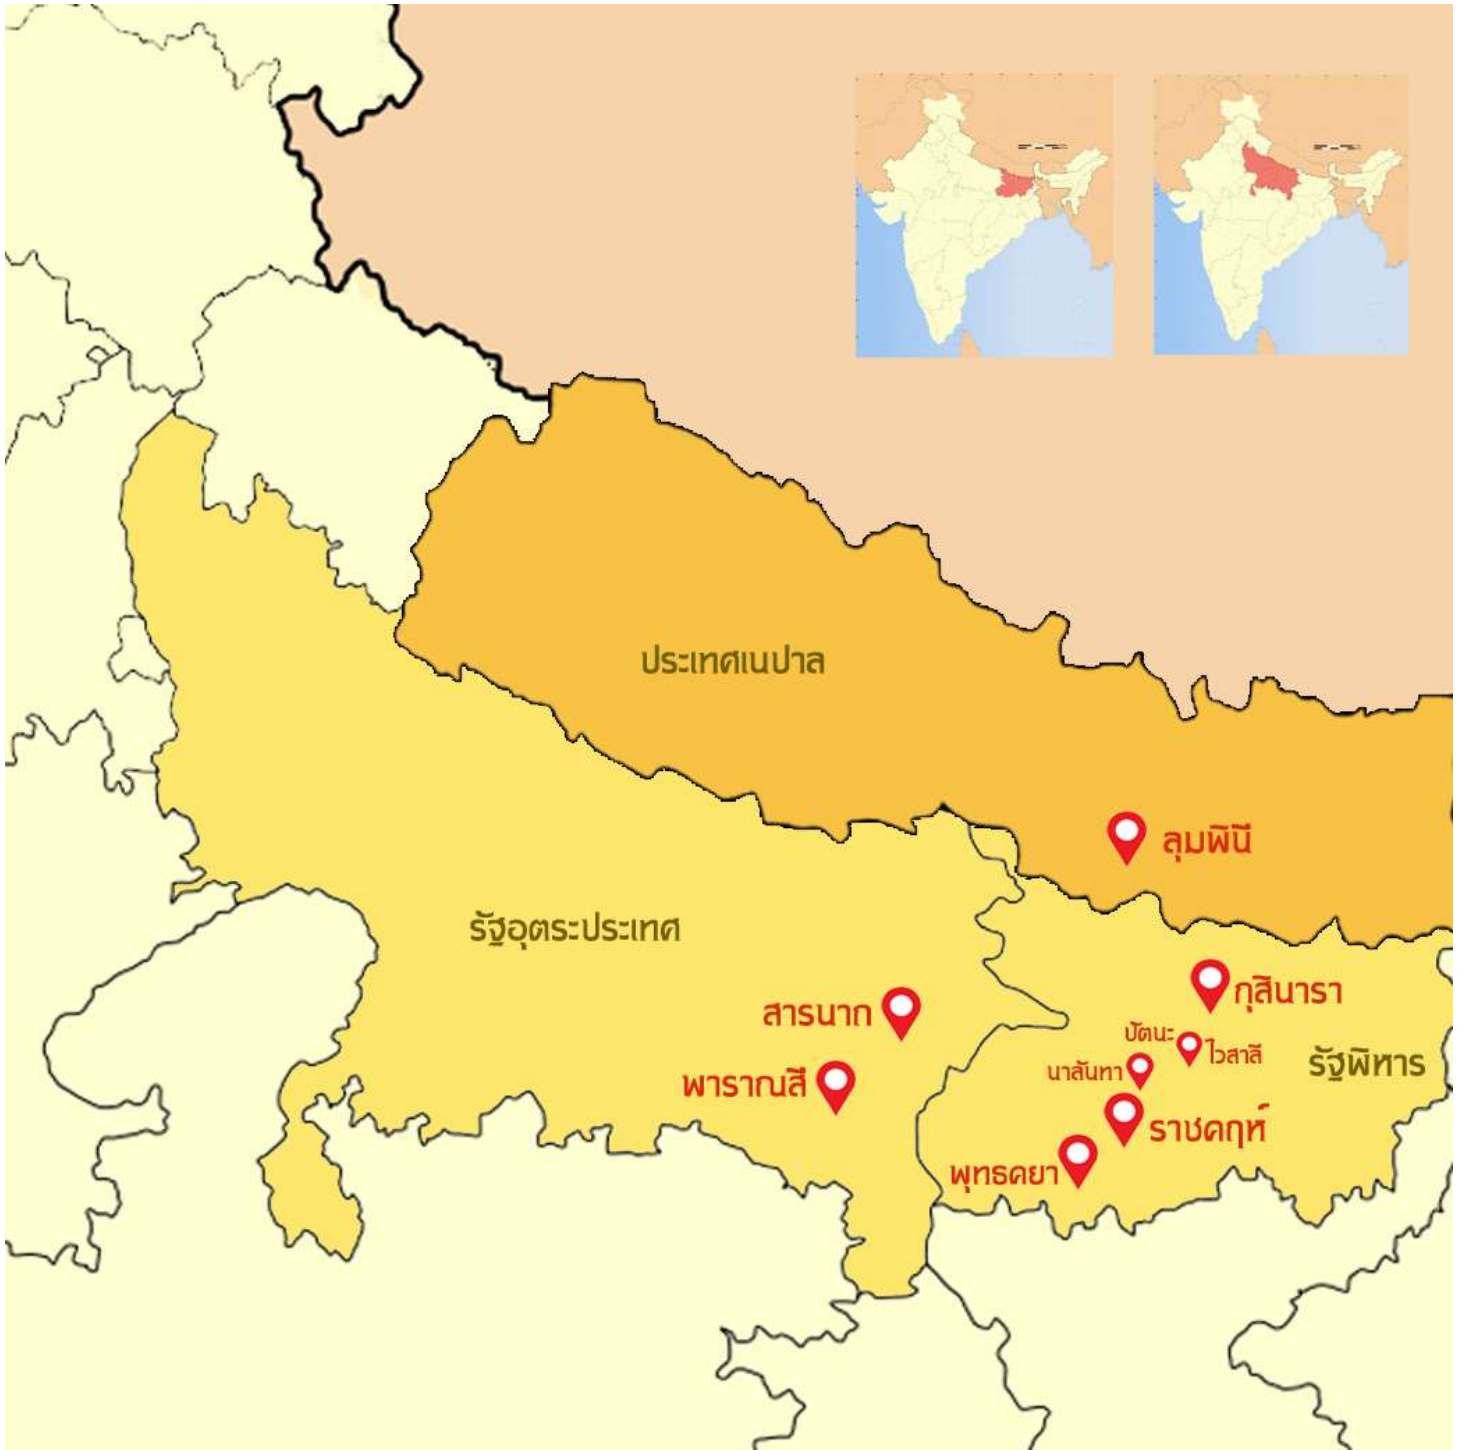 ประเทศเนปาล
ลุมพินี
รัฐอุตระประเทศ
กุสินารา
สารนาถ
ปัตนะ
ไวสาลี
รัฐพิหาร
นาลันทา
พาราณสี
ราชคฤห์
พุทธคยา